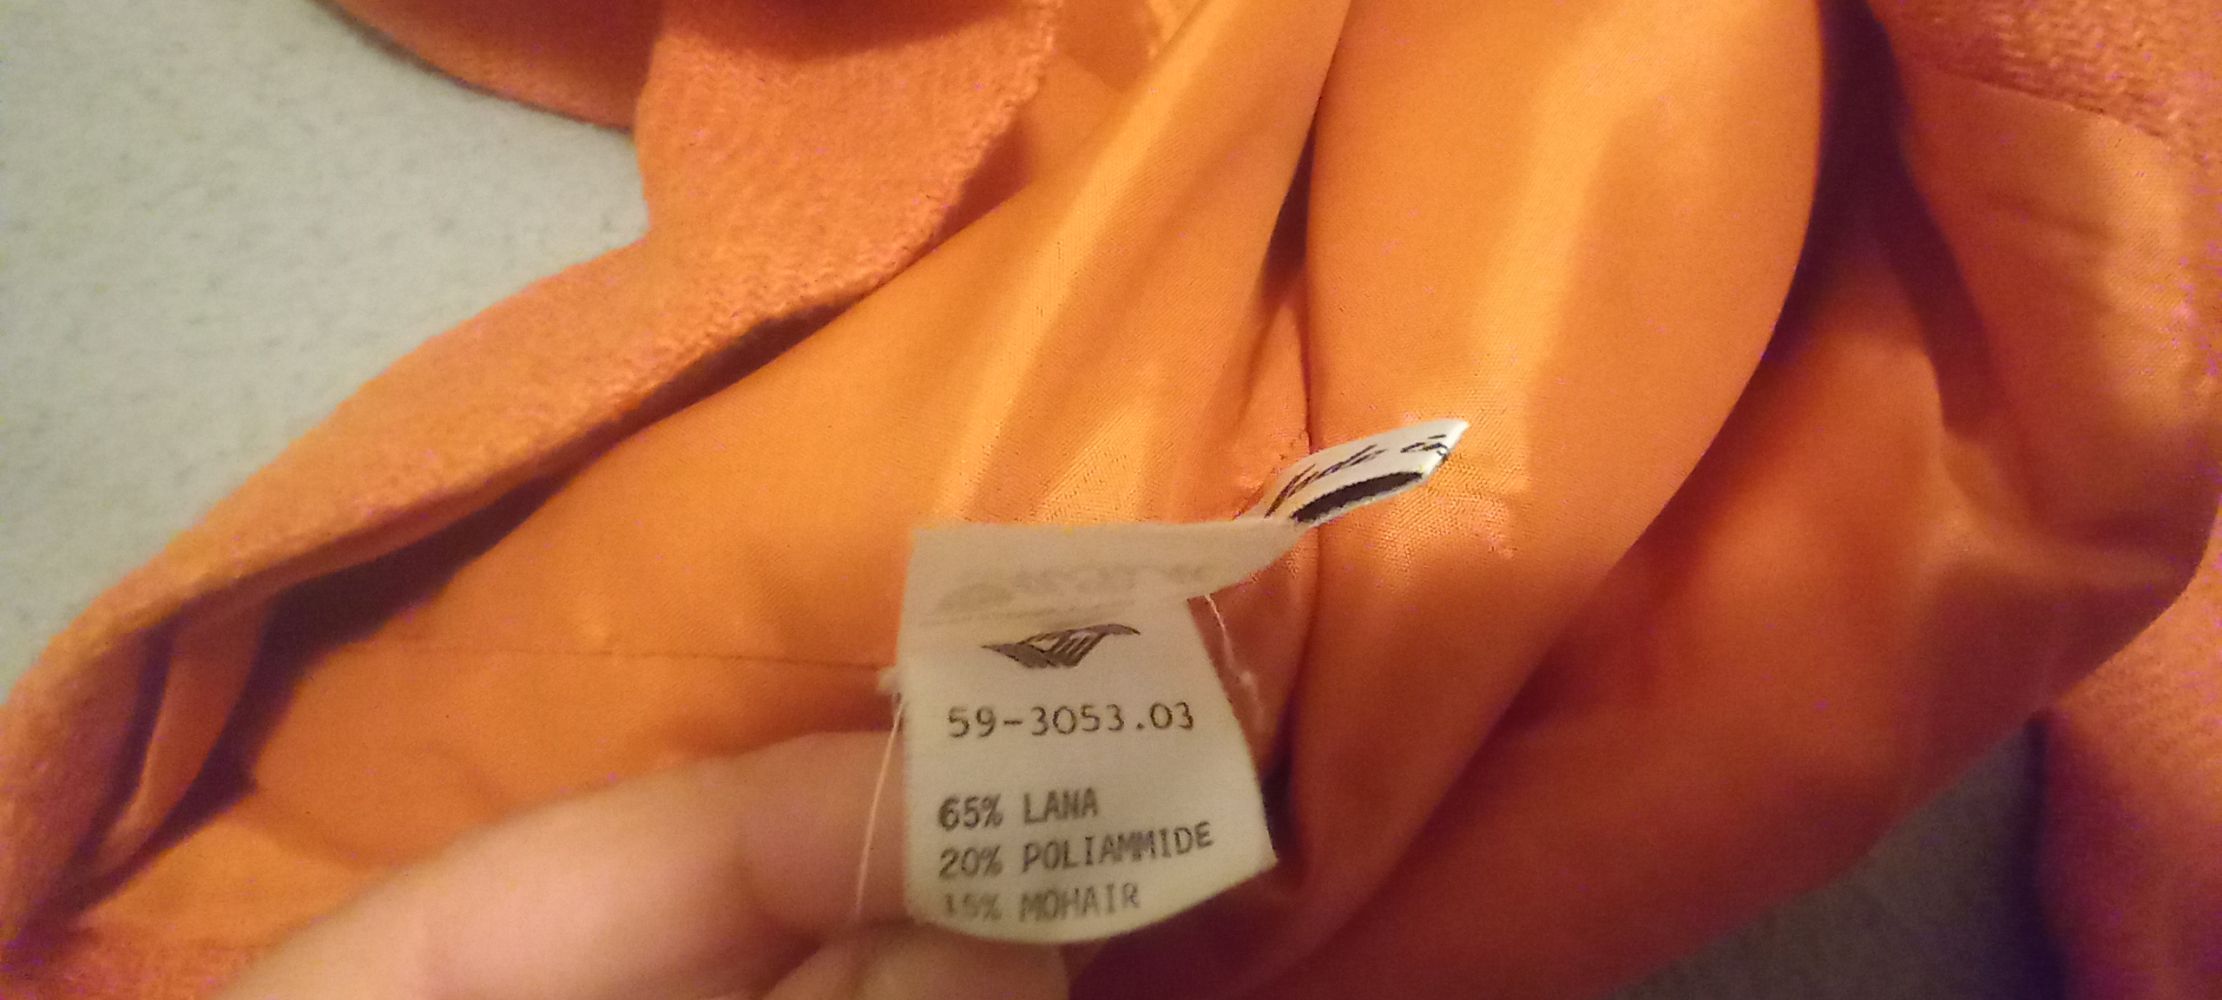 59-3053.03
65% LANA
20% POLIAMMIDE
15% MOHAIR